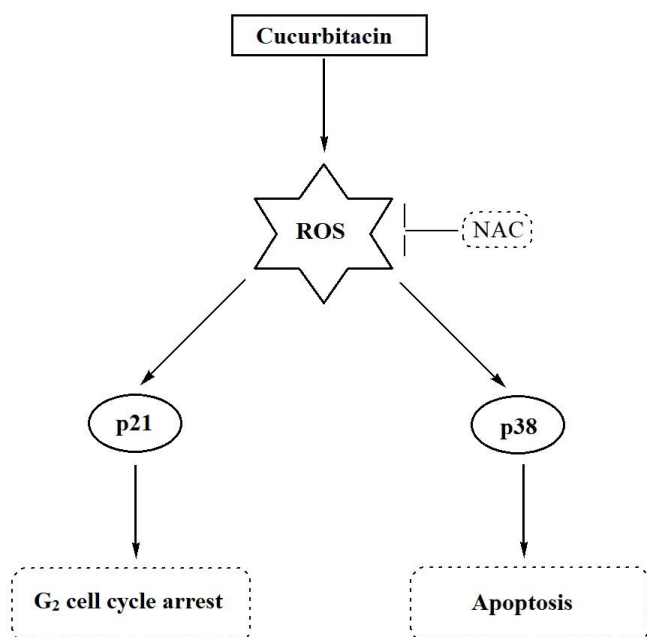 Cucurbitacin
ROS
NAC
p21
p38
G₂ cell cycle arrest
Apoptosis